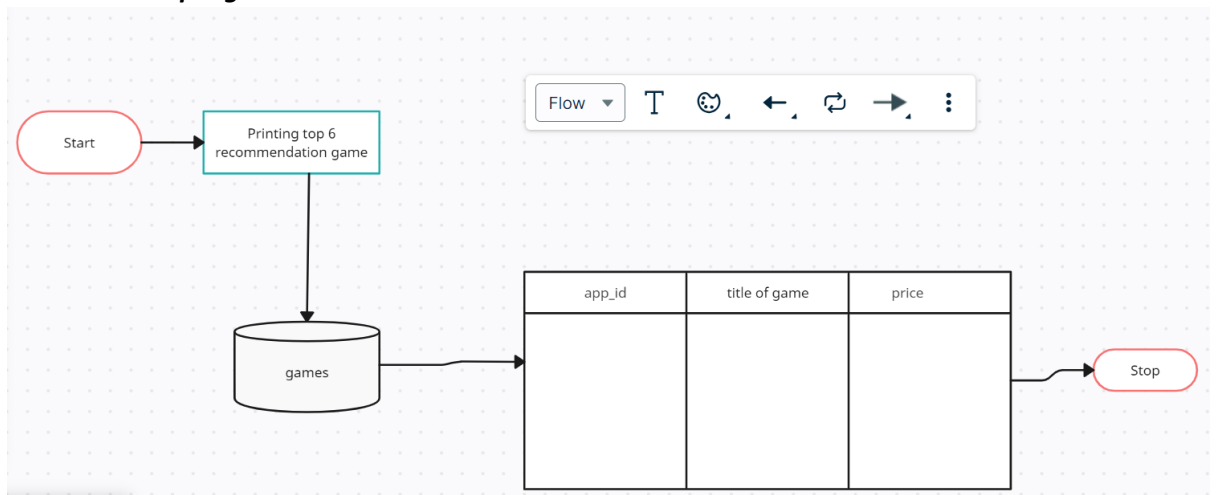 Flow
T
Start
Printing top 6
recommendation game
app_id
title of game
price
games
Stop